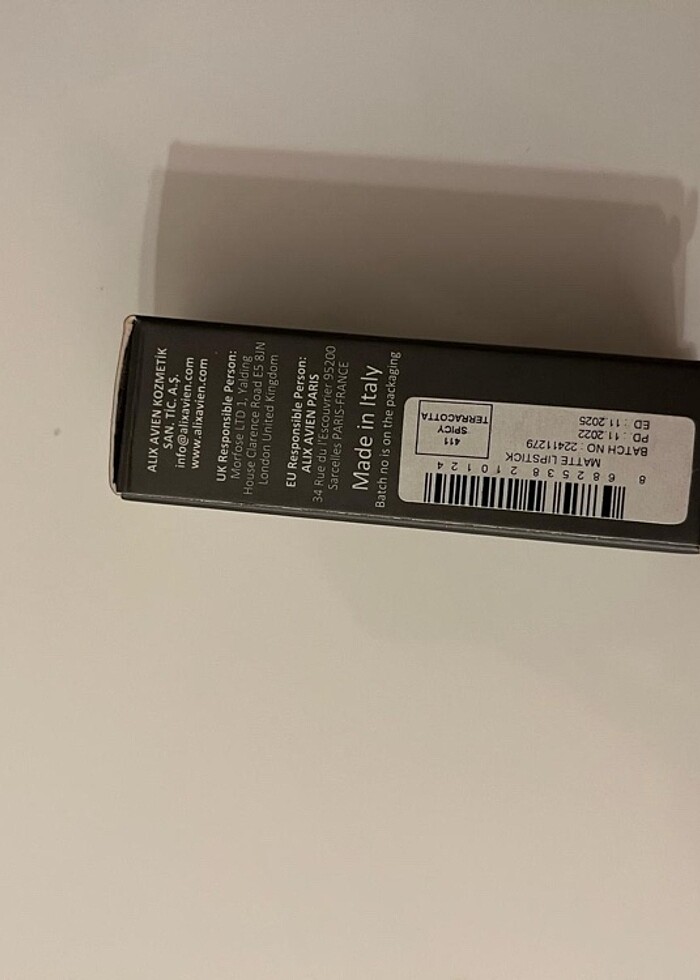 ALIX AVIEN KOZMETİK
SAN. TİC. A.Ş.
info@alixavien.com
www.alixavien.com
UK Responsible Person:
Morfose LTD 1, Yalding
House Clarence Road E5 8JN
London United Kingdom
EU Responsible Person:
ALIX AVIEN PARIS
34 Rue du l'Escouvrier 95200
Sarcelles PARIS-FRANCE
Made in Italy
Batch no is on the packaging
8 682538 210124
MATTE LIPSTICK
BATCH NO : 22411279
PD : 11.2022
ED : 11.2025
411
SPICY
TERRACOTTA